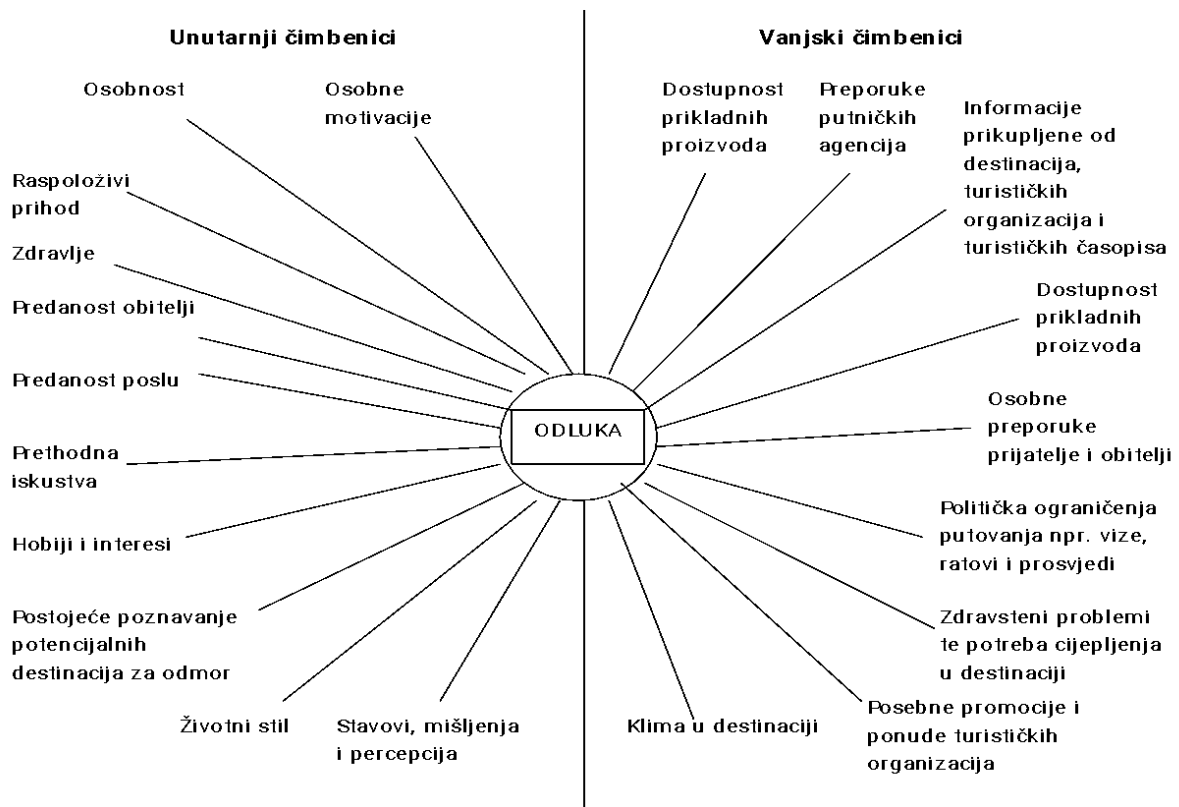 Unutarnji čimbenici
Osobnost
Osobne
motivacije
Raspoloživi
prihod
Zdravlje
Predanost obitelji
Predanost poslu
Prethodna
iskustva
Hobiji i interesi
Postojeće poznavanje
potencijalnih
destinacija za odmor
Životni stil
Stavovi, mišljenja
i percepcija
ODLUKA
Vanjski čimbenici
Dostupnost
prikladnih
proizvoda
Preporuke
putničkih
agencija
Informacije
prikupljene od
destinacija,
turističkih
organizacija i
turističkih časopisa
Dostupnost
prikladnih
proizvoda
Osobne
preporuke
prijatelje i obitelji
Politička ograničenja
putovanja npr. vize,
ratovi i prosvjedi
Zdravsteni problemi
te potreba cijepljenja
u destinaciji
Posebne promocije i
ponude turističkih
organizacija
Klima u destinaciji